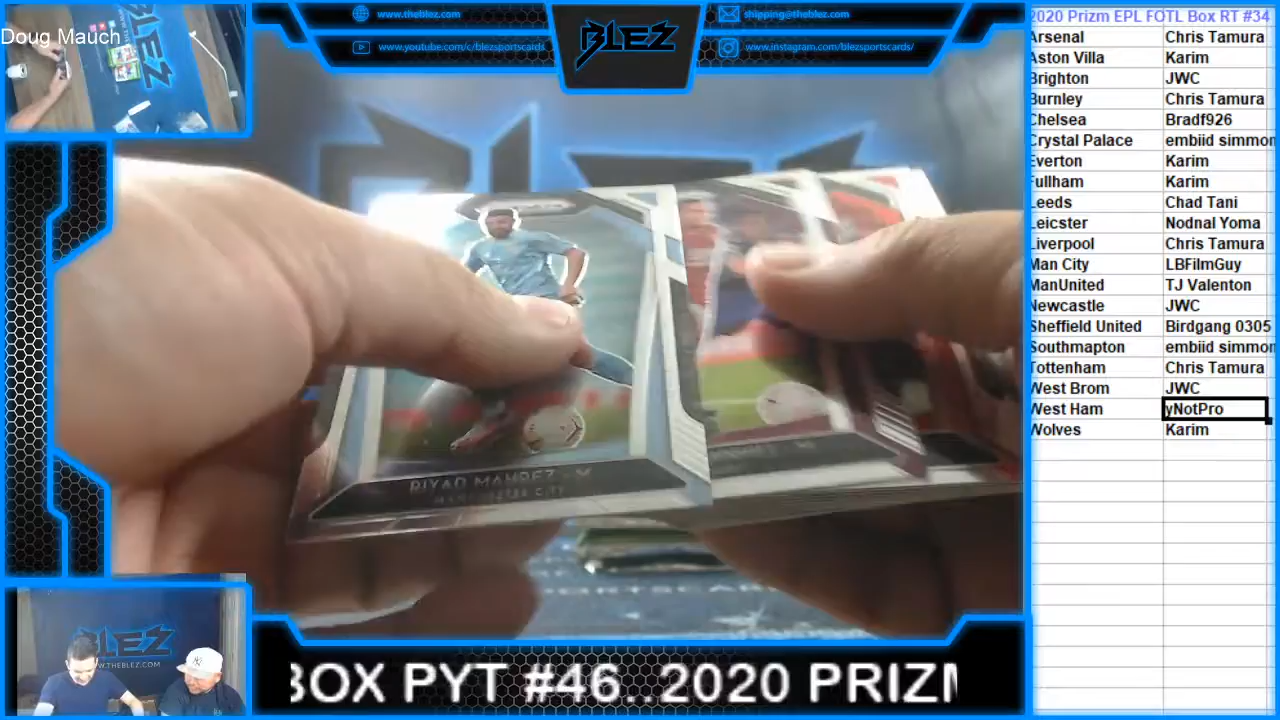 Doug Mauch
www.theblez.com
shipping@theblez.com
www.youtube.com/c/blezsportscards
www.instagram.com/blezsportscards/
BLEZ
BLEZ
2020 Prizm EPL FOTL Box RT #34
Arsenal Chris Tamura
Aston Villa Karim
Brighton JWC
Burnley Chris Tamura
Chelsea Bradf926
Crystal Palace embiid simmon
Everton Karim
Fullham Karim
Leeds Chad Tani
Leicster Nodnal Yoma
Liverpool Chris Tamura
Man City LBFilmGuy
ManUnited TJ Valenton
Newcastle JWC
Sheffield United Birdgang 0305
Southmapton embiid simmon
Tottenham Chris Tamura
West Brom JWC
West Ham yNotPro
Wolves Karim
RIYAD MAHREZ
MANCHESTER CITY
BLEZ
WWW.THEBLEZ.COM
BOX PYT #46..2020 PRIZM